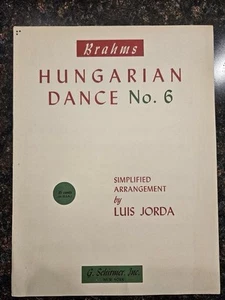 Brahms
HUNGARIAN
DANCE No. 6
SIMPLIFIED
ARRANGEMENT
by
LUIS JORDA
G. Schirmer, Inc.
NEW YORK